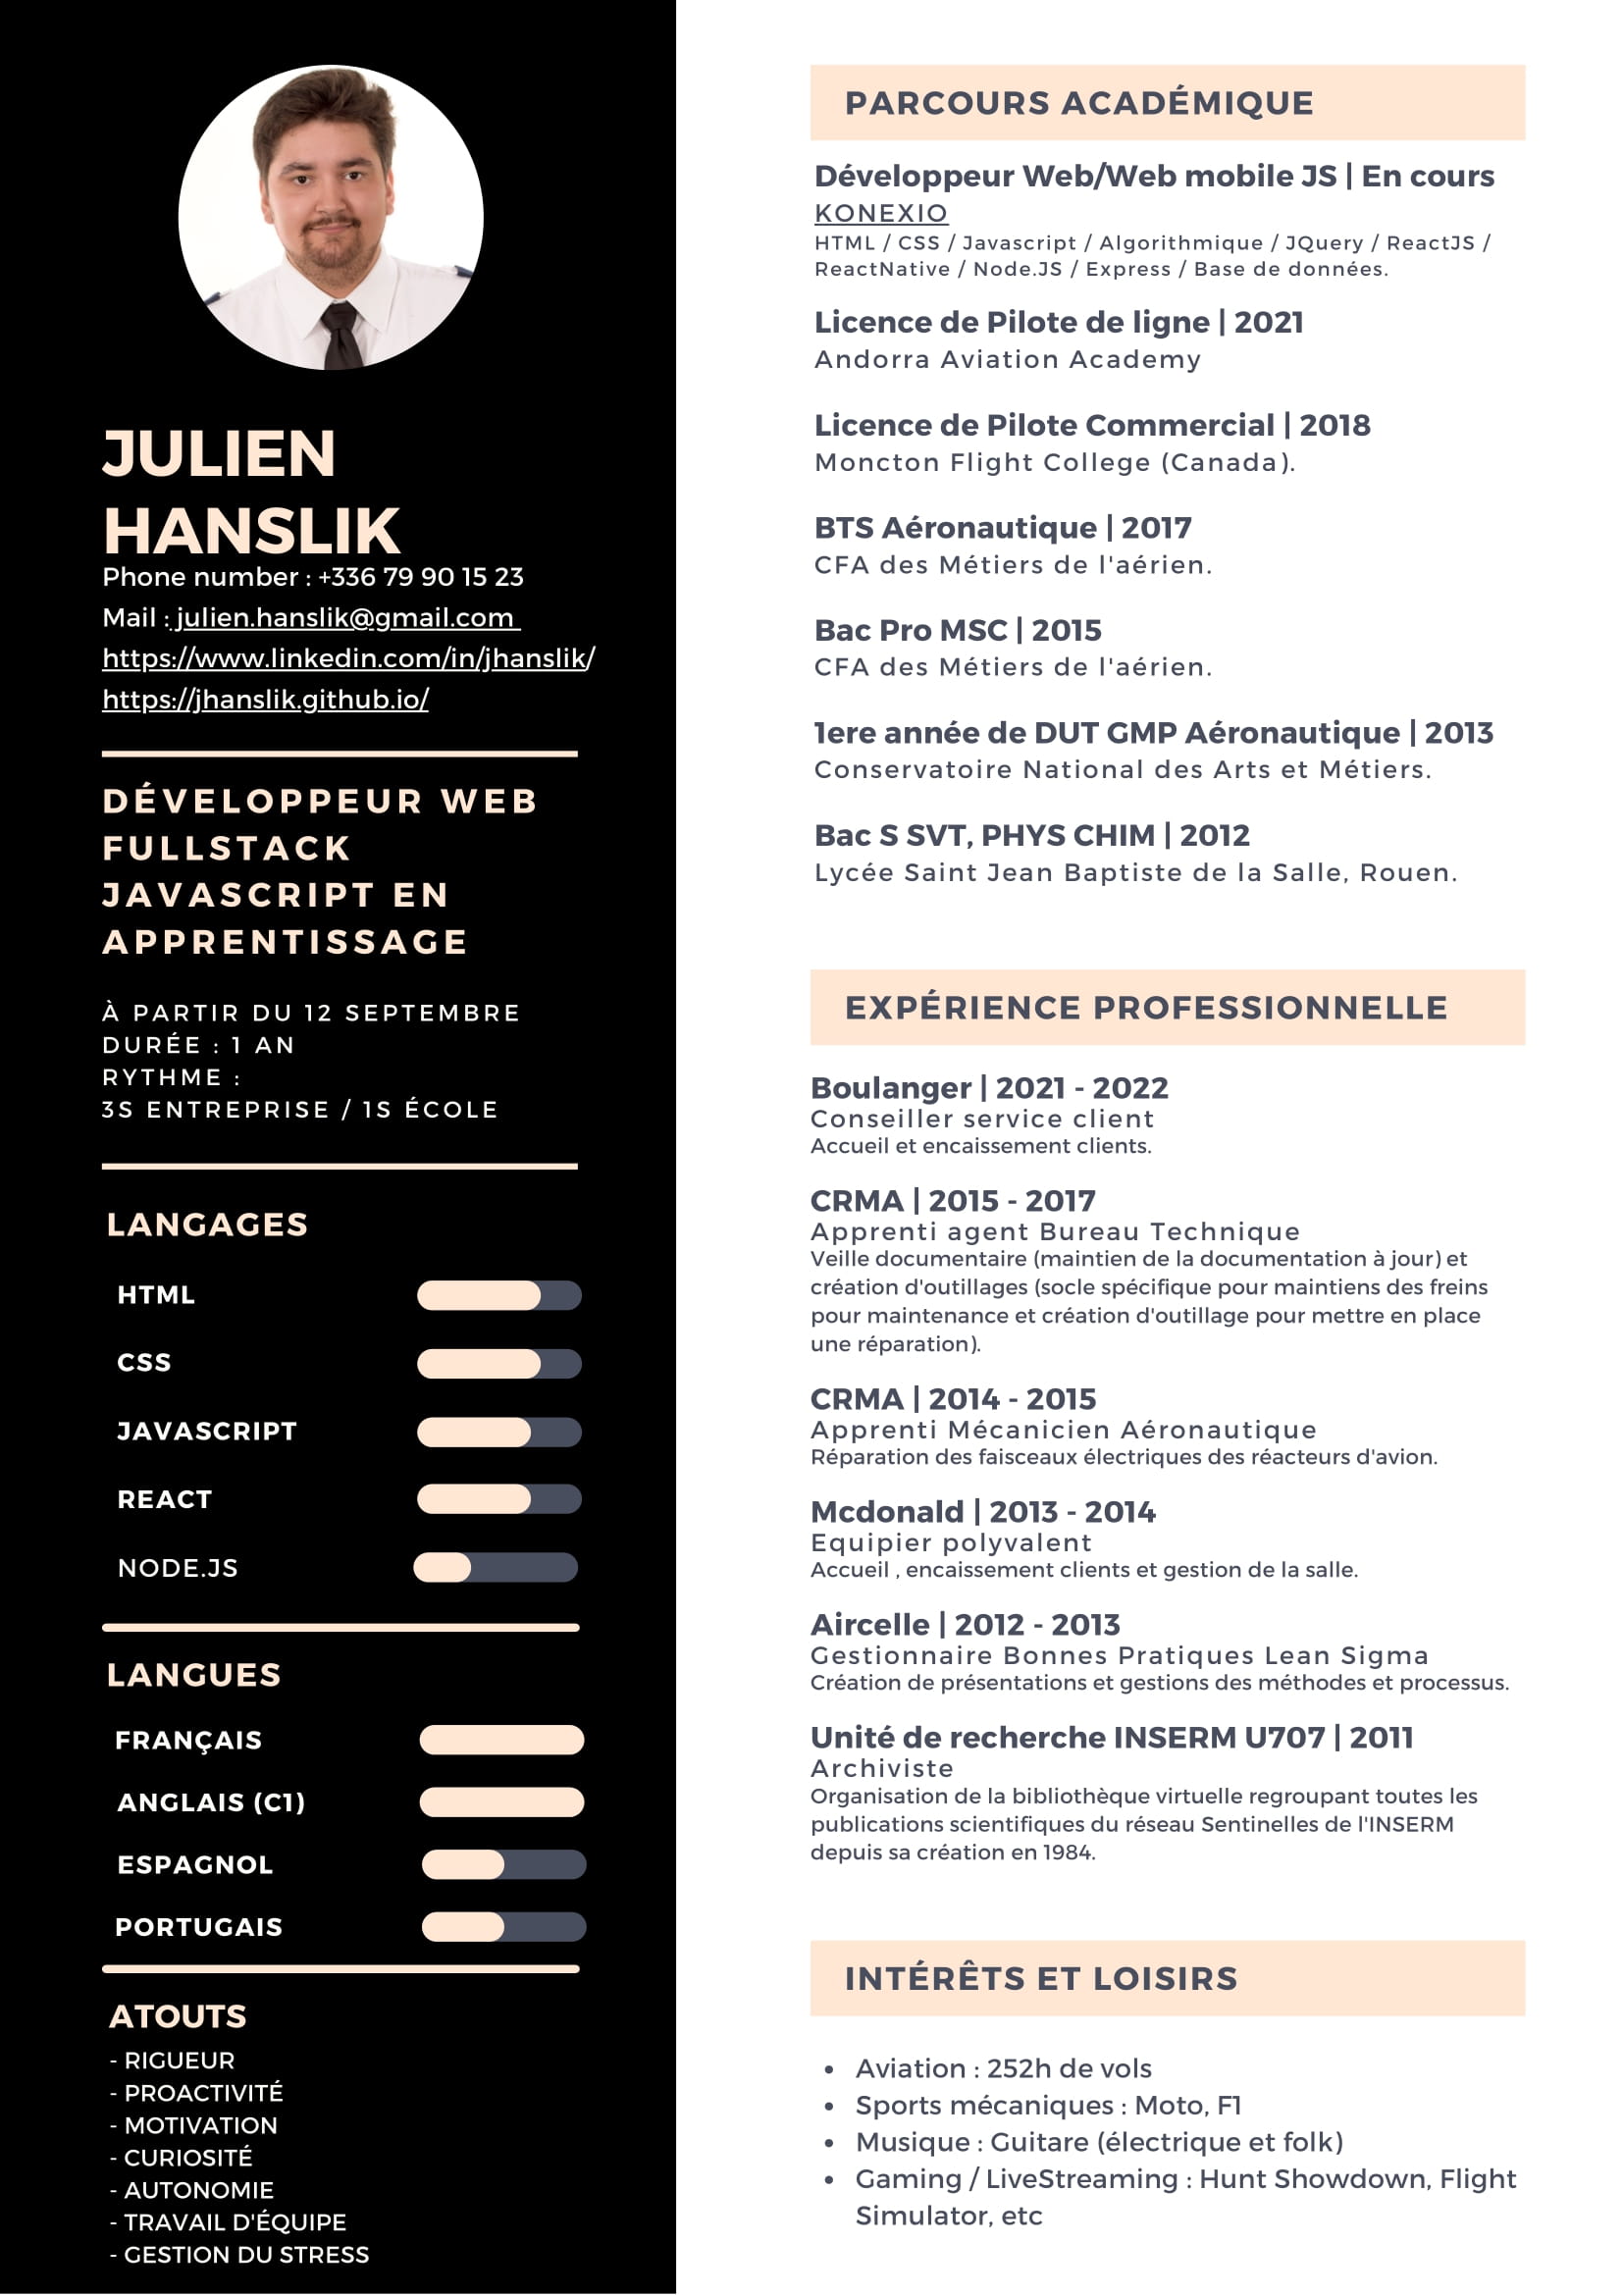 JULIEN
HANSLIK
Phone number : +336 79 90 15 23
Mail : julien.hanslik@gmail.com
https://www.linkedin.com/in/jhanslik/
https://jhanslik.github.io/
DÉVELOPPEUR WEB
FULLSTACK
JAVASCRIPT EN
APPRENTISSAGE
À PARTIR DU 12 SEPTEMBRE
DURÉE : 1 AN
RYTHME :
3S ENTREPRISE / 1S ÉCOLE
LANGAGES
HTML
CSS
JAVASCRIPT
REACT
NODE.JS
LANGUES
FRANÇAIS
ANGLAIS (C1)
ESPAGNOL
PORTUGAIS
ATOUTS
- RIGUEUR
- PROACTIVITÉ
- MOTIVATION
- CURIOSITÉ
- AUTONOMIE
- TRAVAIL D'ÉQUIPE
- GESTION DU STRESS
PARCOURS ACADÉMIQUE
Développeur Web/Web mobile JS | En cours
KONEXIO
HTML / CSS / Javascript / Algorithmique / JQuery / ReactJS /
ReactNative / Node.JS / Express / Base de données.
Licence de Pilote de ligne | 2021
Andorra Aviation Academy
Licence de Pilote Commercial | 2018
Moncton Flight College (Canada).
BTS Aéronautique | 2017
CFA des Métiers de l'aérien.
Bac Pro MSC | 2015
CFA des Métiers de l'aérien.
1ere année de DUT GMP Aéronautique | 2013
Conservatoire National des Arts et Métiers.
Bac S SVT, PHYS CHIM | 2012
Lycée Saint Jean Baptiste de la Salle, Rouen.
EXPÉRIENCE PROFESSIONNELLE
Boulanger | 2021 - 2022
Conseiller service client
Accueil et encaissement clients.
CRMA | 2015 - 2017
Apprenti agent Bureau Technique
Veille documentaire (maintien de la documentation à jour) et
création d'outillages (socle spécifique pour maintiens des freins
pour maintenance et création d'outillage pour mettre en place
une réparation).
CRMA | 2014 - 2015
Apprenti Mécanicien Aéronautique
Réparation des faisceaux électriques des réacteurs d'avion.
Mcdonald | 2013 - 2014
Equipier polyvalent
Accueil , encaissement clients et gestion de la salle.
Aircelle | 2012 - 2013
Gestionnaire Bonnes Pratiques Lean Sigma
Création de présentations et gestions des méthodes et processus.
Unité de recherche INSERM U707 | 2011
Archiviste
Organisation de la bibliothèque virtuelle regroupant toutes les
publications scientifiques du réseau Sentinelles de l'INSERM
depuis sa création en 1984.
INTÉRÊTS ET LOISIRS
• Aviation : 252h de vols
• Sports mécaniques : Moto, F1
• Musique : Guitare (électrique et folk)
• Gaming / LiveStreaming : Hunt Showdown, Flight
Simulator, etc